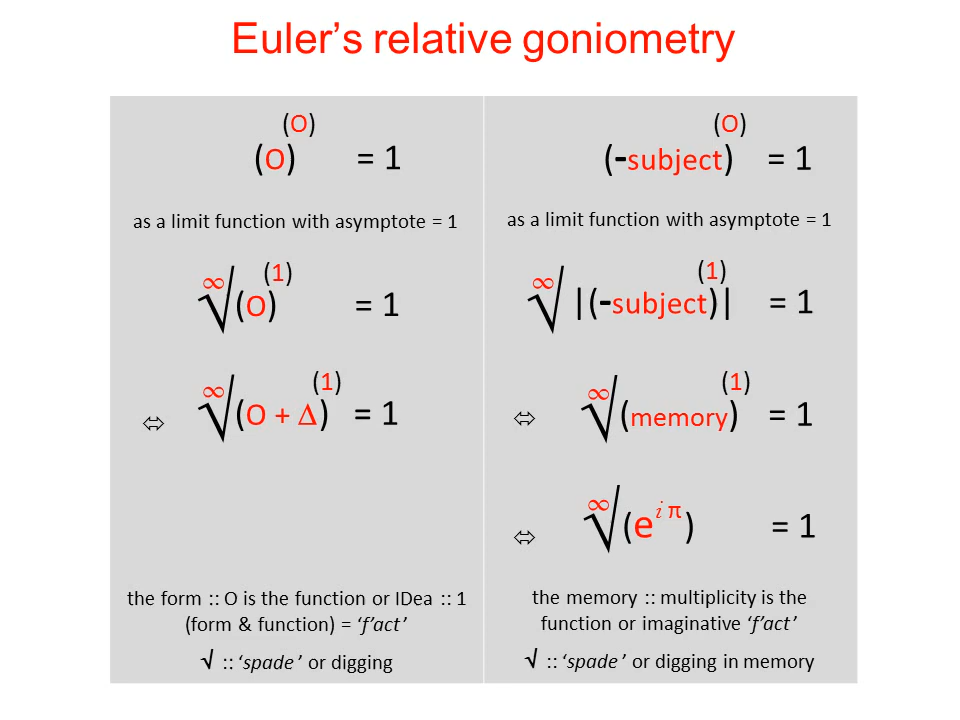 Euler’s relative goniometry
(O)
(O) = 1
as a limit function with asymptote = 1
∞ (1)
√(O) = 1
∞ (1)
⬄ √(O + Δ) = 1
the form :: O is the function or IDea :: 1
(form & function) = ‘f’act’
√ :: ‘spade’ or digging
(O)
(-subject) = 1
as a limit function with asymptote = 1
∞ (1)
√ |(-subject)| = 1
∞ (1)
⬄ √(memory) = 1
∞ i π
⬄ √(e) = 1
the memory :: multiplicity is the
function or imaginative ‘f’act’
√ :: ‘spade’ or digging in memory